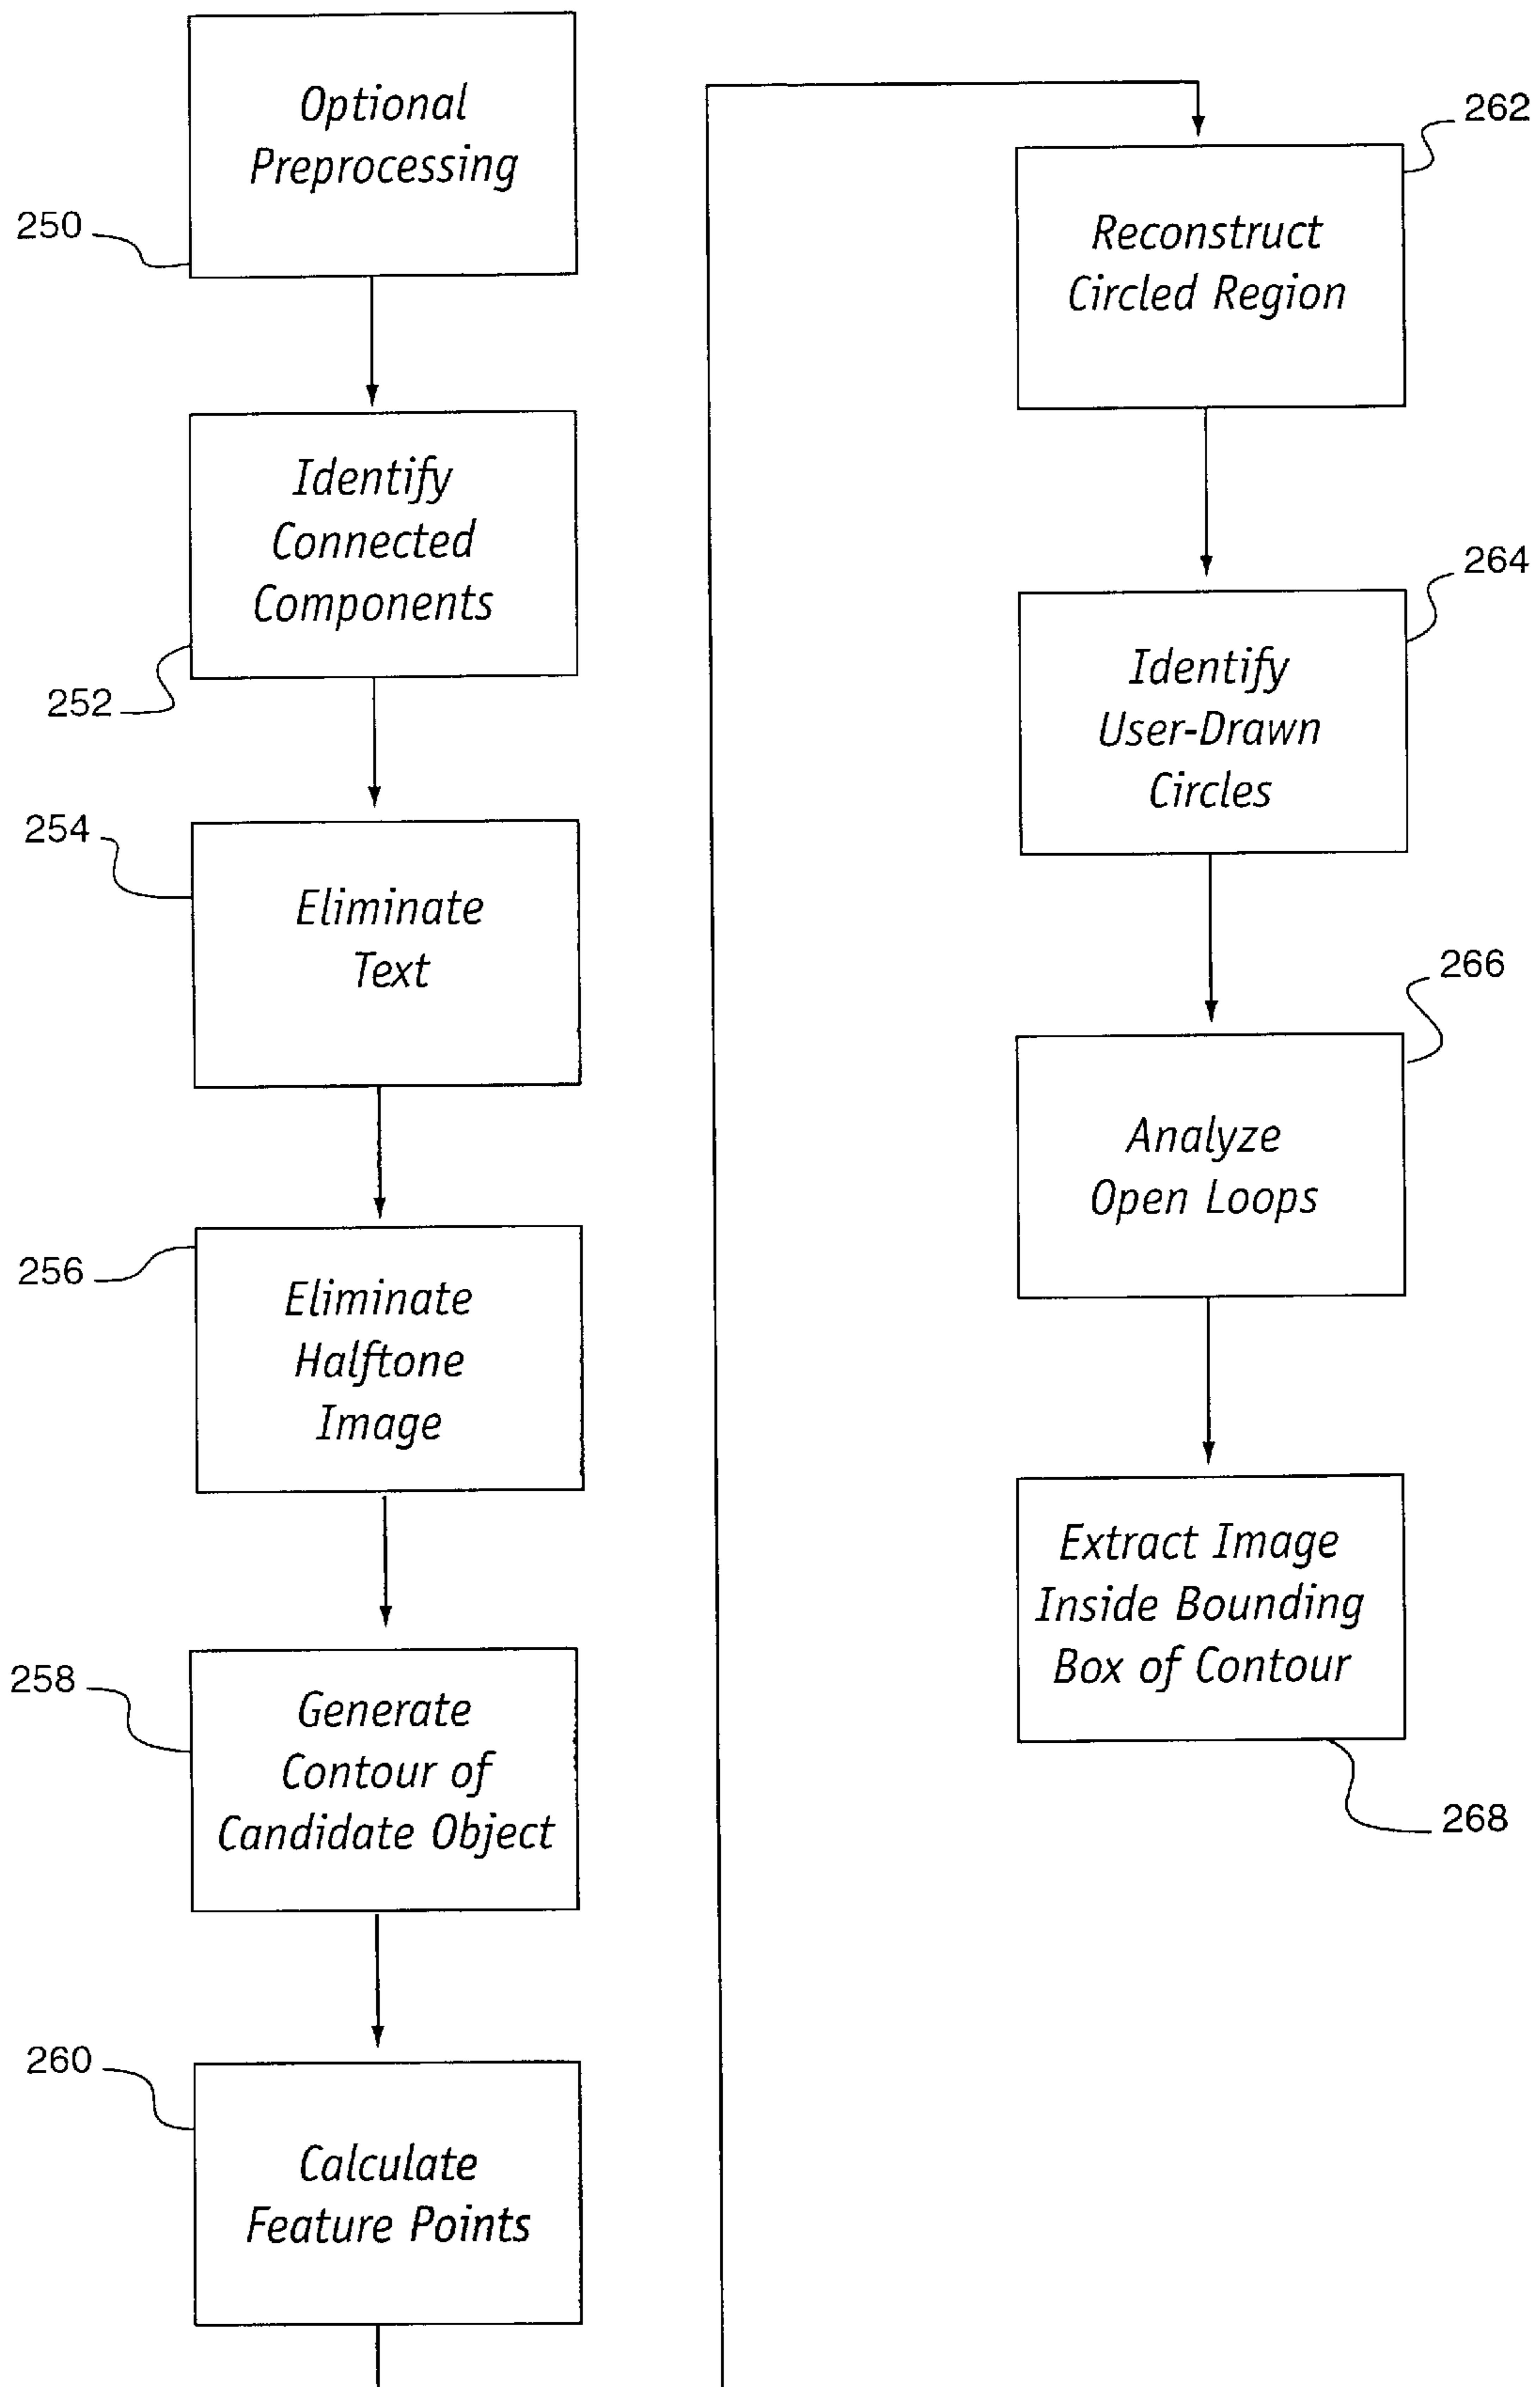 Optional
Preprocessing
250
Identify
Connected
Components
252
254
Eliminate
Text
256
Eliminate
Halftone
Image
258
Generate
Contour of
Candidate Object
260
Calculate
Feature Points
262
Reconstruct
Circled Region
264
Identify
User-Drawn
Circles
266
Analyze
Open Loops
Extract Image
Inside Bounding
Box of Contour
268